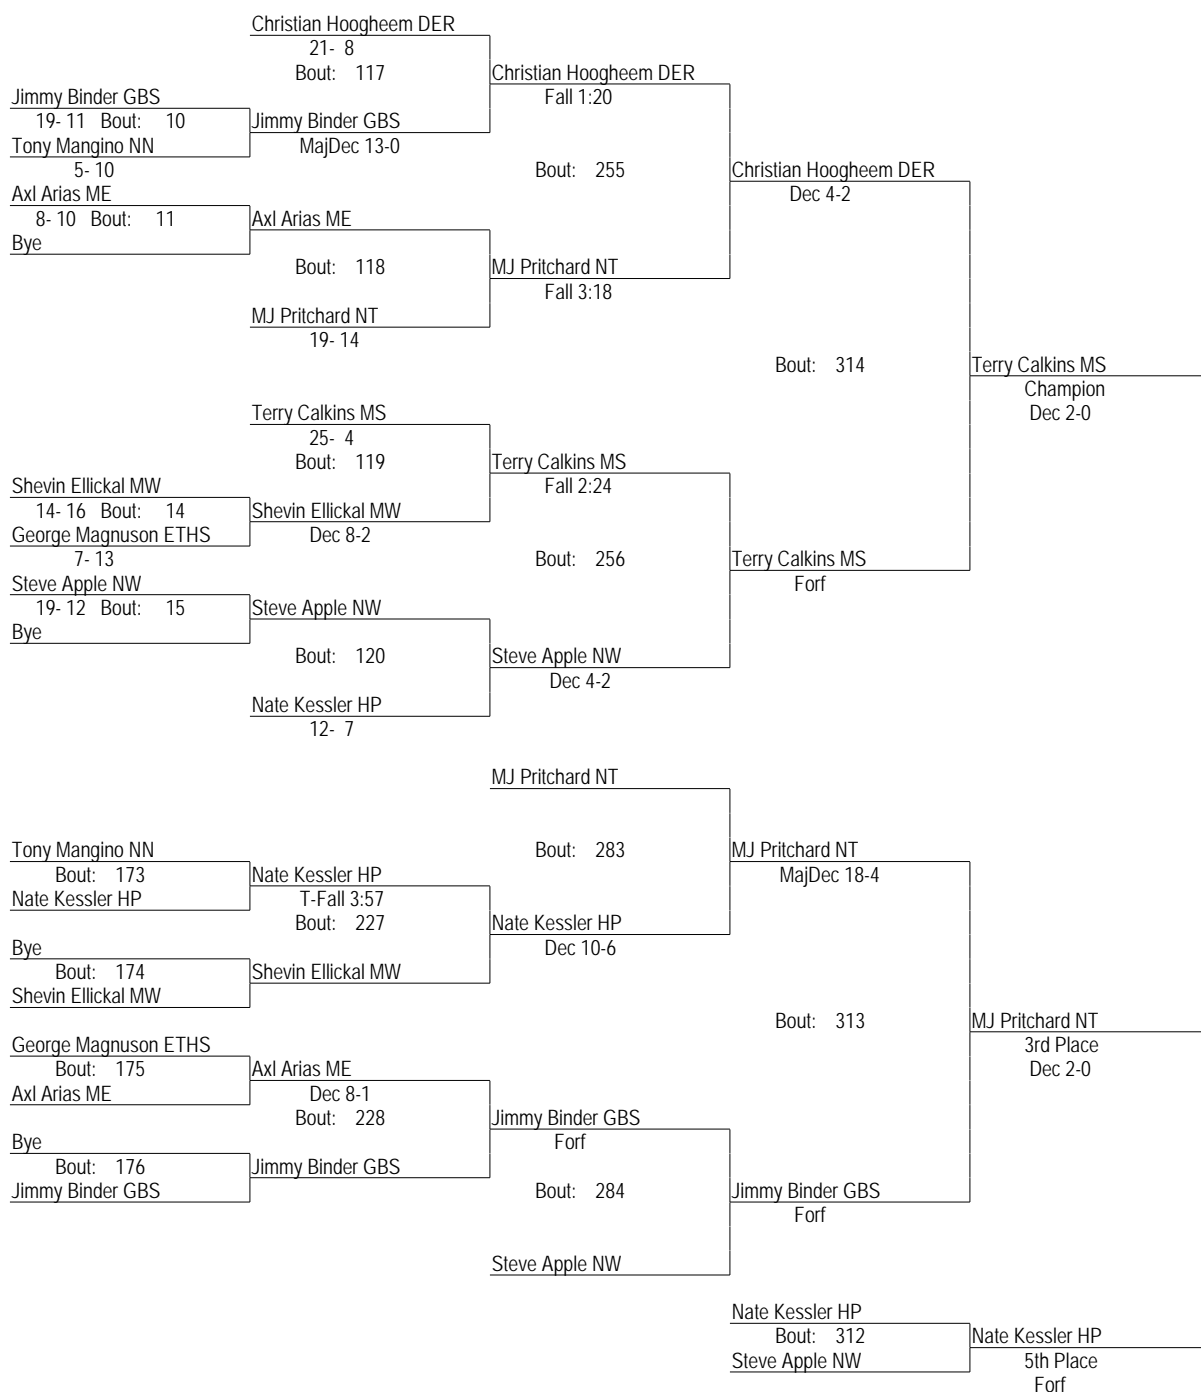 Christian Hoogheem DER
21- 8
Bout: 117
Christian Hoogheem DER
Fall 1:20
Jimmy Binder GBS
19- 11 Bout: 10
Jimmy Binder GBS
MajDec 13-0
Tony Mangino NN
5- 10
Bout: 255
Christian Hoogheem DER
Dec 4-2
Axl Arias ME
8- 10 Bout: 11
Axl Arias ME
Bye
Bout: 118
MJ Pritchard NT
Fall 3:18
MJ Pritchard NT
19- 14
Bout: 314
Terry Calkins MS
Champion
Dec 2-0
Terry Calkins MS
25- 4
Bout: 119
Terry Calkins MS
Fall 2:24
Shevin Ellickal MW
14- 16 Bout: 14
Shevin Ellickal MW
Dec 8-2
George Magnuson ETHS
7- 13
Bout: 256
Terry Calkins MS
Forf
Steve Apple NW
19- 12 Bout: 15
Steve Apple NW
Bye
Bout: 120
Steve Apple NW
Dec 4-2
Nate Kessler HP
12- 7
MJ Pritchard NT
Bout: 283
MJ Pritchard NT
MajDec 18-4
Tony Mangino NN
Bout: 173
Nate Kessler HP
Nate Kessler HP
T-Fall 3:57
Bout: 227
Nate Kessler HP
Dec 10-6
Bye
Bout: 174
Shevin Ellickal MW
Shevin Ellickal MW
Bout: 313
MJ Pritchard NT
3rd Place
Dec 2-0
George Magnuson ETHS
Bout: 175
Axl Arias ME
Axl Arias ME
Dec 8-1
Bout: 228
Jimmy Binder GBS
Forf
Bye
Bout: 176
Jimmy Binder GBS
Jimmy Binder GBS
Bout: 284
Jimmy Binder GBS
Forf
Steve Apple NW
Nate Kessler HP
Bout: 312
Steve Apple NW
Nate Kessler HP
5th Place
Forf